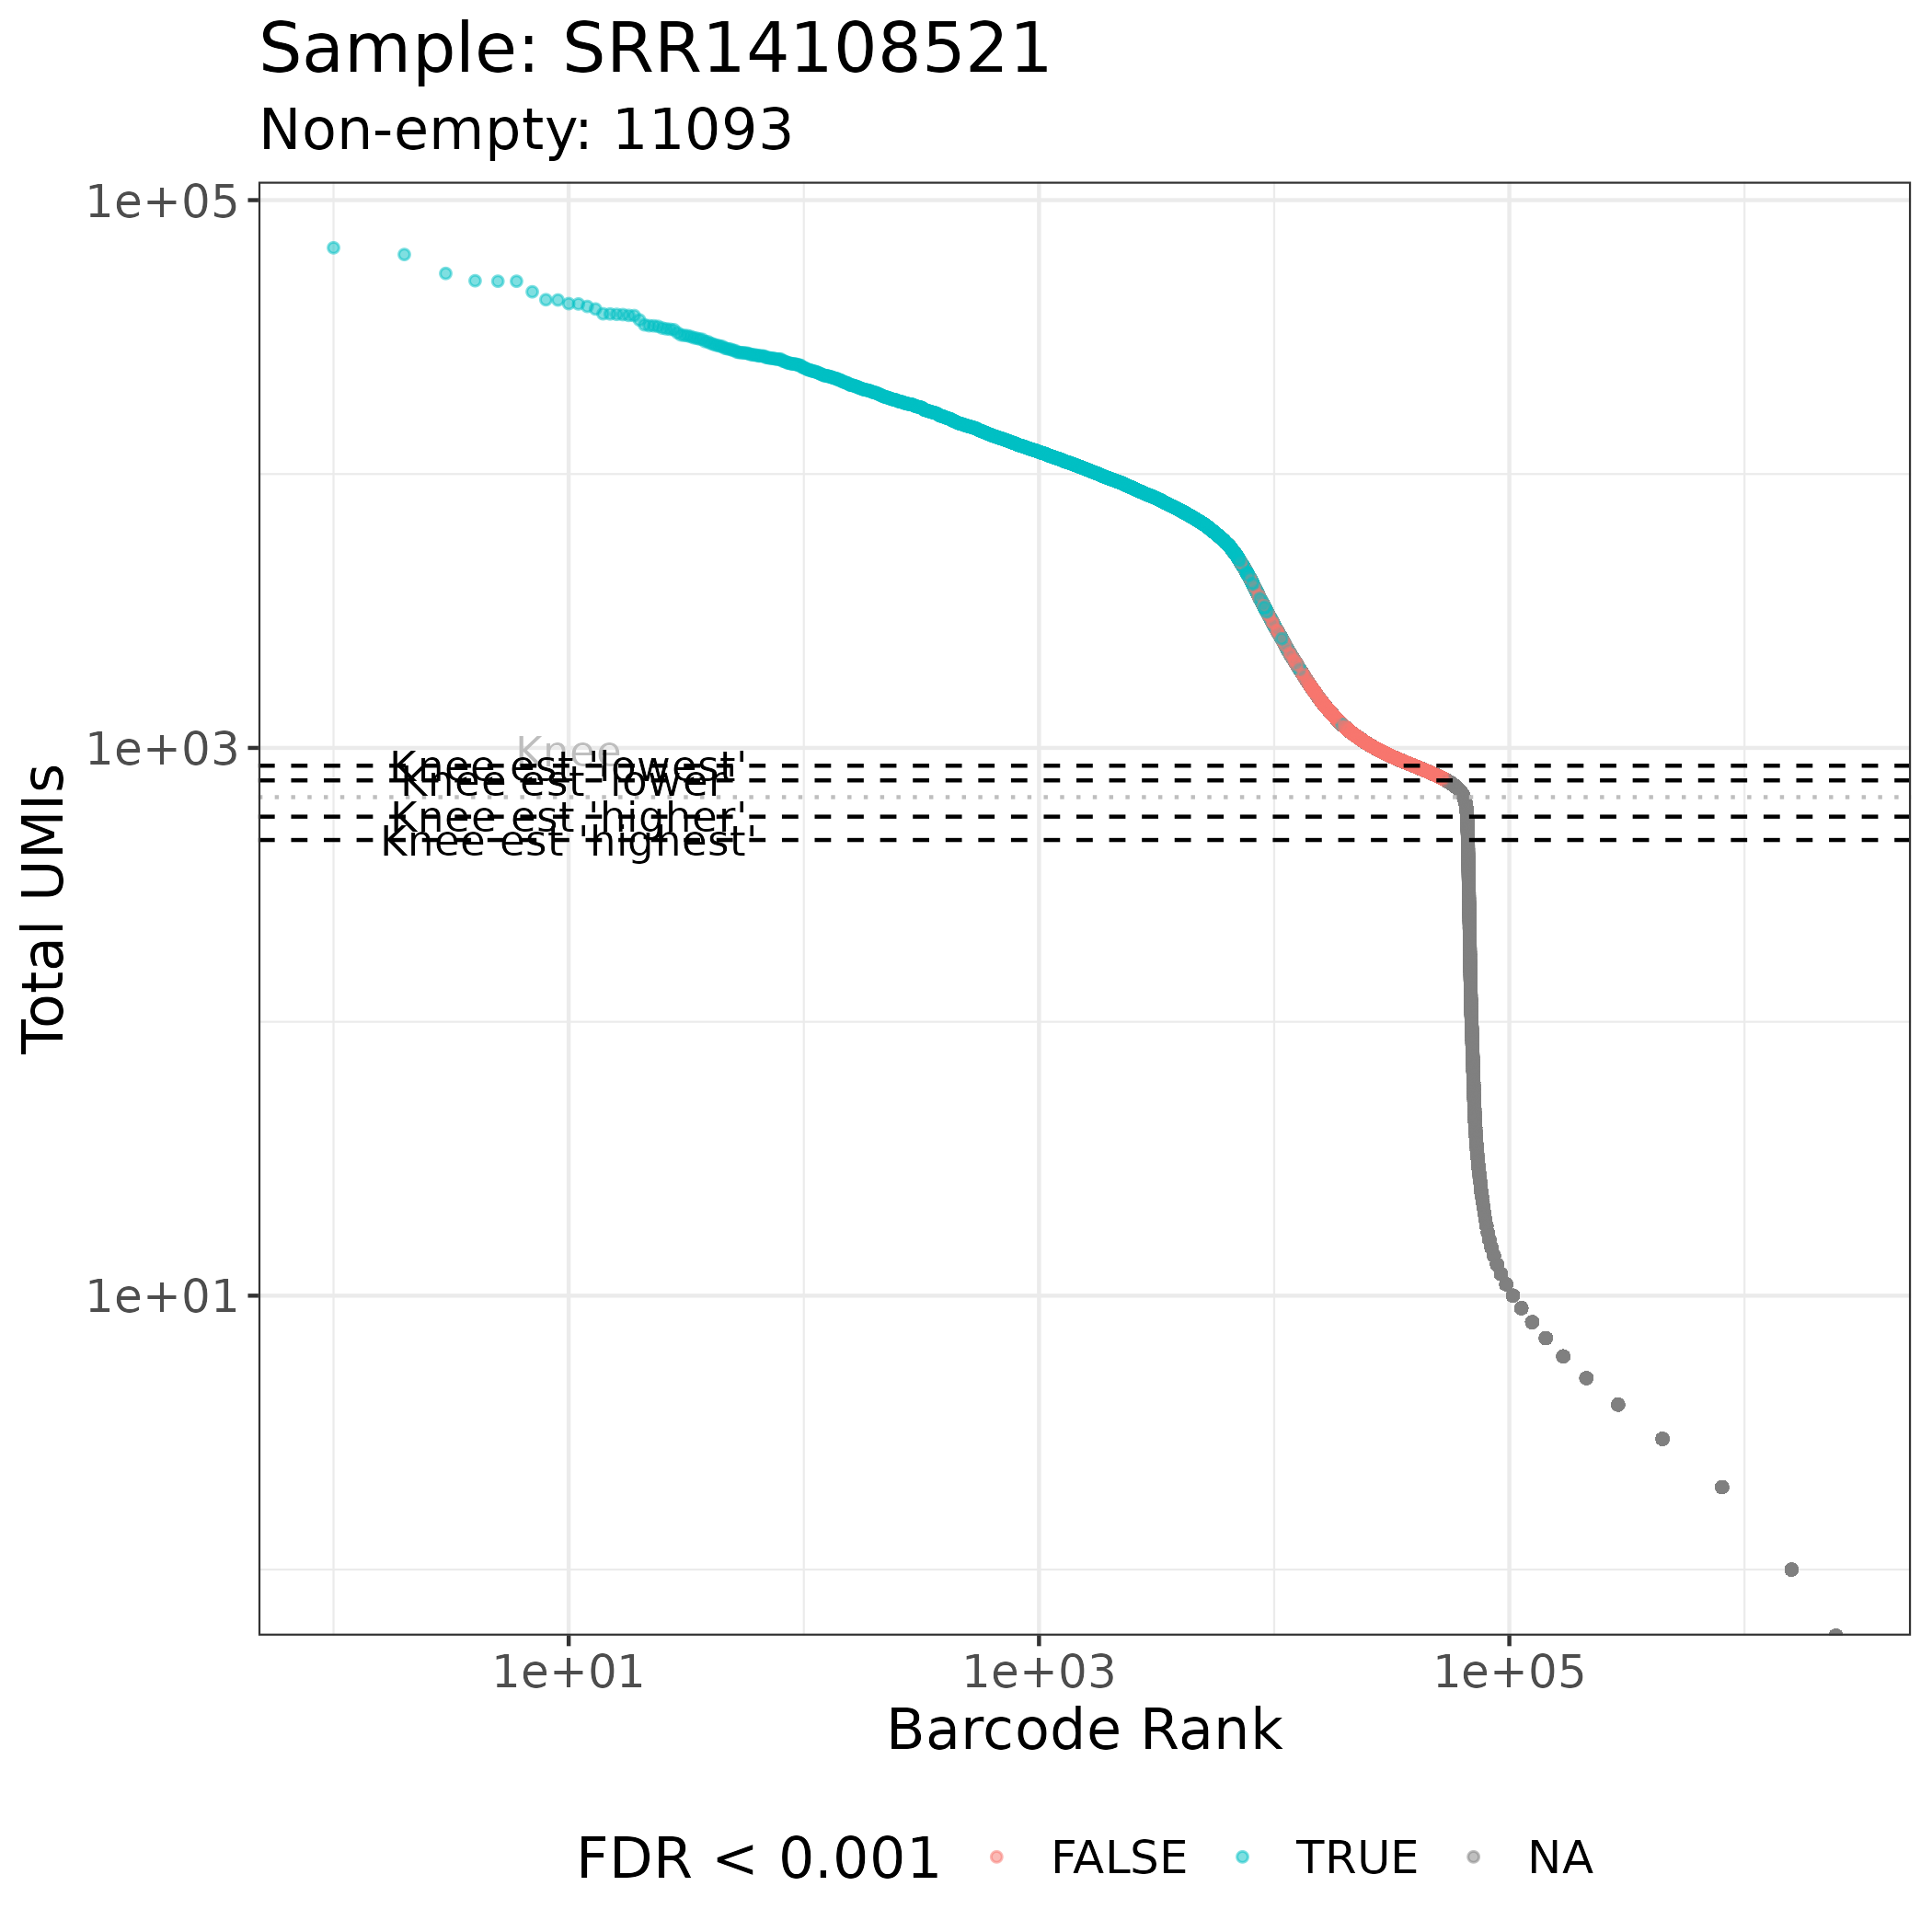 Sample: SRR14108521
Non-empty: 11093
1e+05
1e+03
1e+01
Total UMIs
Knee
Knee est 'lowest'
Knee est 'lower'
Knee est 'higher'
Knee est 'highest'
1e+01 1e+03 1e+05
Barcode Rank
FDR < 0.001 FALSE TRUE NA